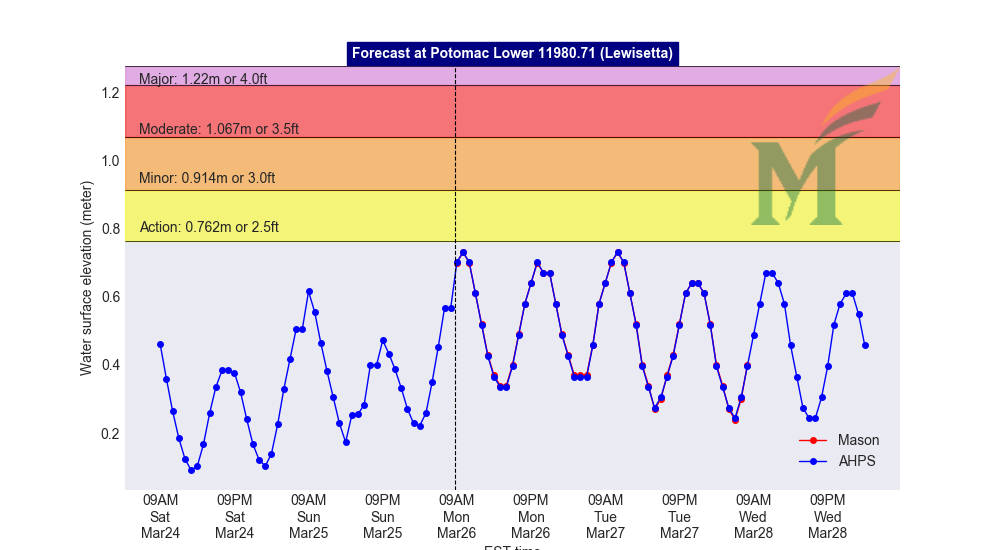 Forecast at Potomac Lower 11980.71 (Lewisetta)
Major: 1.22m or 4.0ft
Moderate: 1.067m or 3.5ft
Minor: 0.914m or 3.0ft
Action: 0.762m or 2.5ft
1.2
1.0
0.8
0.6
0.4
0.2
Water surface elevation (meter)
M
Mason
AHPS
09AM 09PM 09AM 09PM 09AM 09PM 09AM 09PM 09AM 09PM
Sat Sat Sun Sun Mon Mon Tue Tue Wed Wed
Mar24 Mar24 Mar25 Mar25 Mar26 Mar26 Mar27 Mar27 Mar28 Mar28
EST time